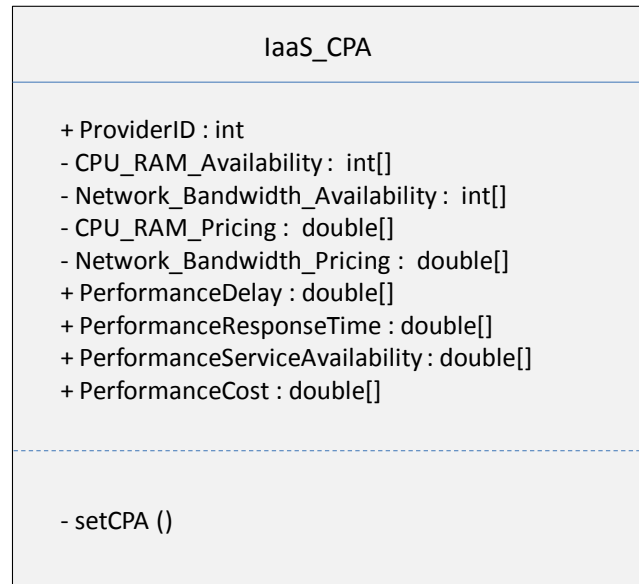 IaaS_CPA
+ ProviderID : int
- CPU_RAM_Availability : int[]
- Network_Bandwidth_Availability : int[]
- CPU_RAM_Pricing : double[]
- Network_Bandwidth_Pricing : double[]
+ PerformanceDelay : double[]
+ PerformanceResponseTime : double[]
+ PerformanceServiceAvailability : double[]
+ PerformanceCost : double[]
- setCPA ()